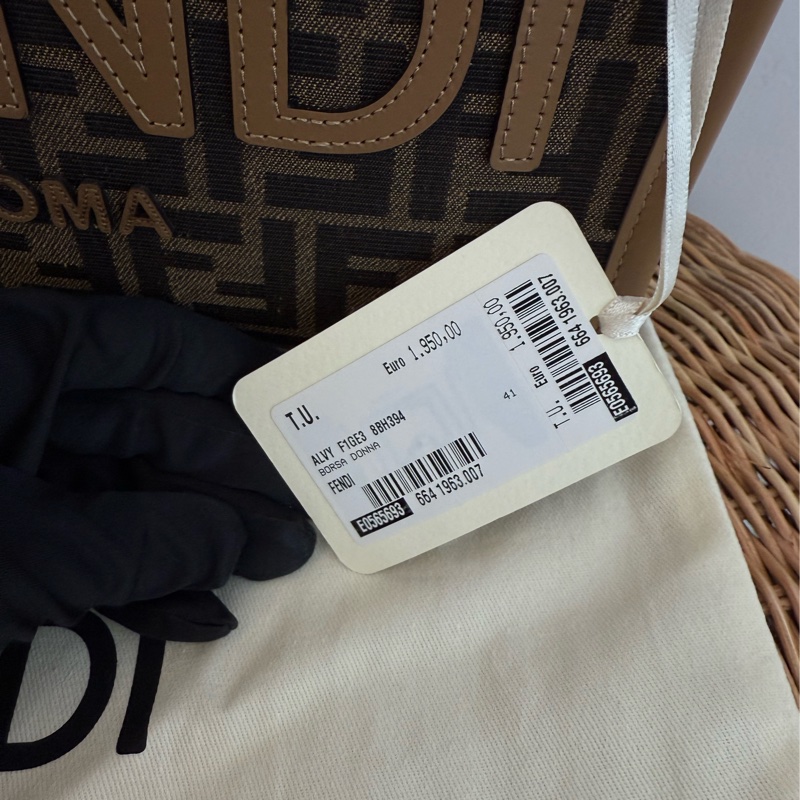 NDI
OMA
T.U.
Euro 1.950,00
ALVY F1GE3 8BH394
BORSA DONNA
41
FENDI
E0565693 664 1963.007
T.U. Euro 1.950,00
664 1963.007
E0565693
DI